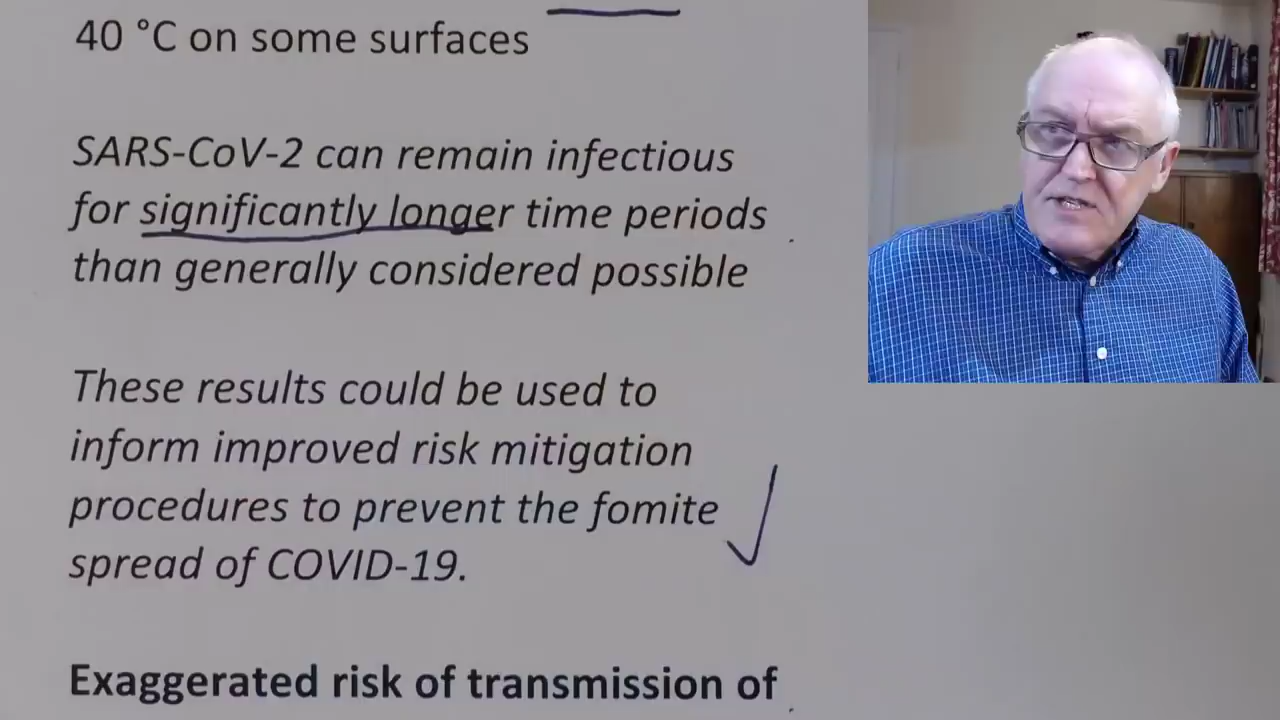 40 °C on some surfaces
SARS-CoV-2 can remain infectious
for significantly longer time periods
than generally considered possible
These results could be used to
inform improved risk mitigation
procedures to prevent the fomite
spread of COVID-19.
Exaggerated risk of transmission of